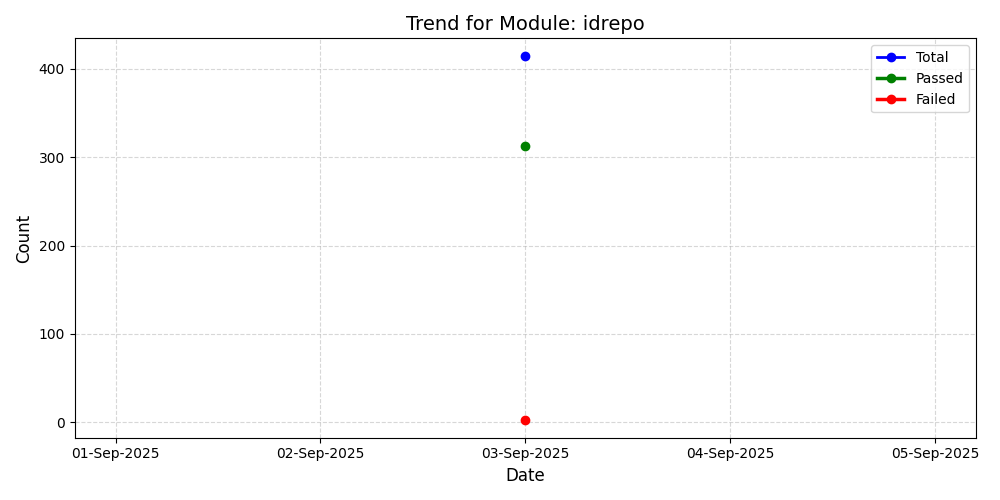 Trend for Module: idrepo
Total
Passed
Failed
400
300
200
100
0
Count
01-Sep-2025
02-Sep-2025
03-Sep-2025
04-Sep-2025
05-Sep-2025
Date